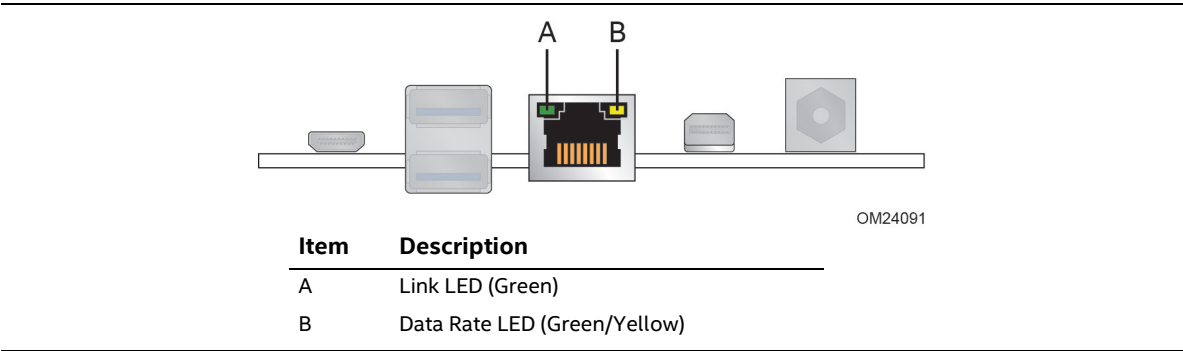 A B
OM24091
Item Description
A Link LED (Green)
B Data Rate LED (Green/Yellow)